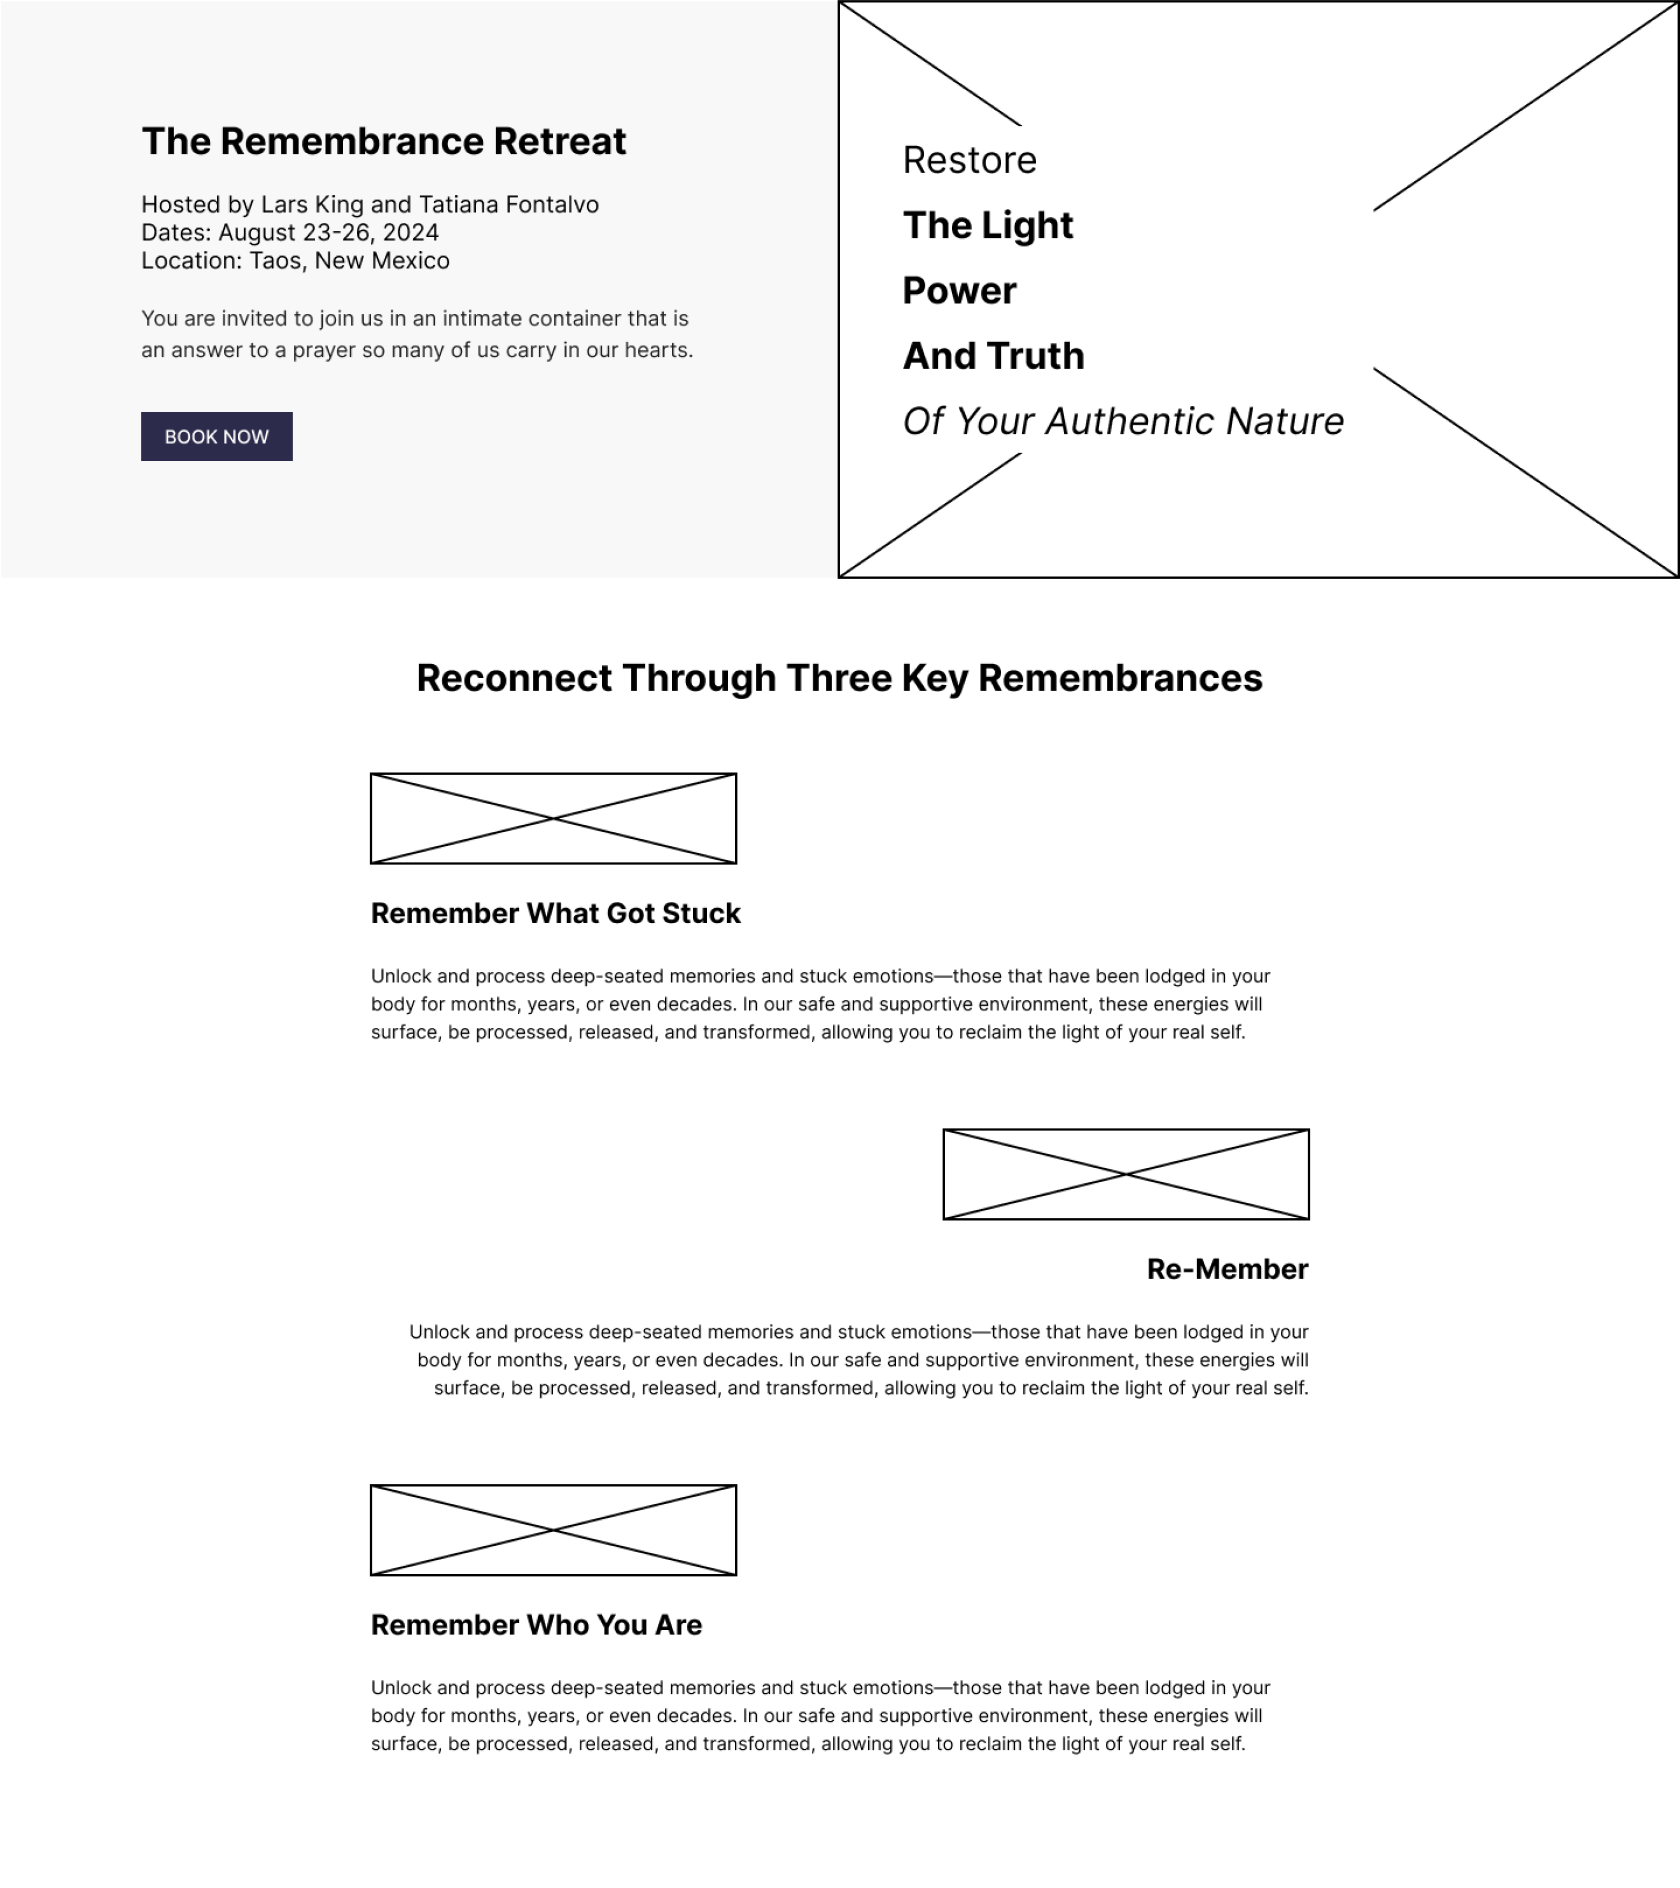 The Remembrance Retreat
Hosted by Lars King and Tatiana Fontalvo
Dates: August 23-26, 2024
Location: Taos, New Mexico
You are invited to join us in an intimate container that is
an answer to a prayer so many of us carry in our hearts.
BOOK NOW
Restore
The Light
Power
And Truth
Of Your Authentic Nature
Reconnect Through Three Key Remembrances
Remember What Got Stuck
Unlock and process deep-seated memories and stuck emotions—those that have been lodged in your
body for months, years, or even decades. In our safe and supportive environment, these energies will
surface, be processed, released, and transformed, allowing you to reclaim the light of your real self.
Re-Member
Unlock and process deep-seated memories and stuck emotions—those that have been lodged in your
body for months, years, or even decades. In our safe and supportive environment, these energies will
surface, be processed, released, and transformed, allowing you to reclaim the light of your real self.
Remember Who You Are
Unlock and process deep-seated memories and stuck emotions—those that have been lodged in your
body for months, years, or even decades. In our safe and supportive environment, these energies will
surface, be processed, released, and transformed, allowing you to reclaim the light of your real self.